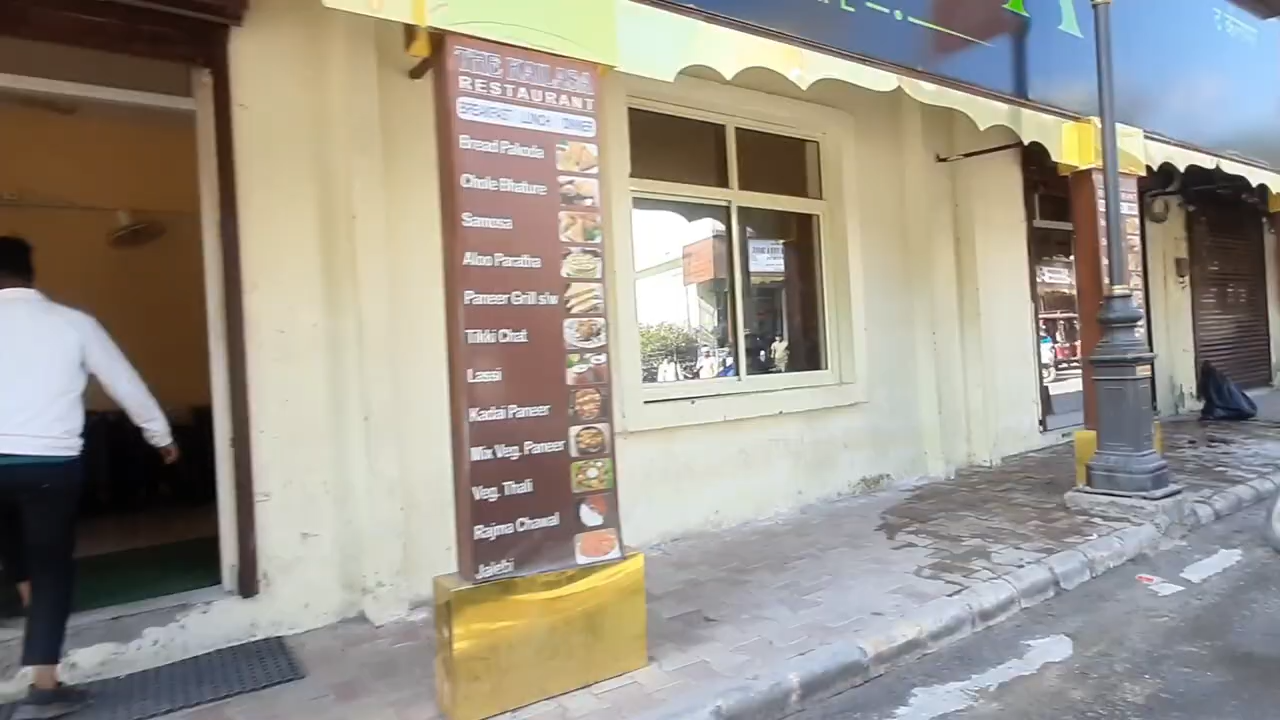 THE KAILASA
RESTAURANT
BREAKFAST LUNCH DINNER
Bread Pakoda
Chole Bhature
Samosa
Aloo Paratha
Paneer Grill s/w
Tikki Chat
Lassi
Kadai Paneer
Mix Veg. Paneer
Veg. Thali
Rajma Chawal
Jalebi